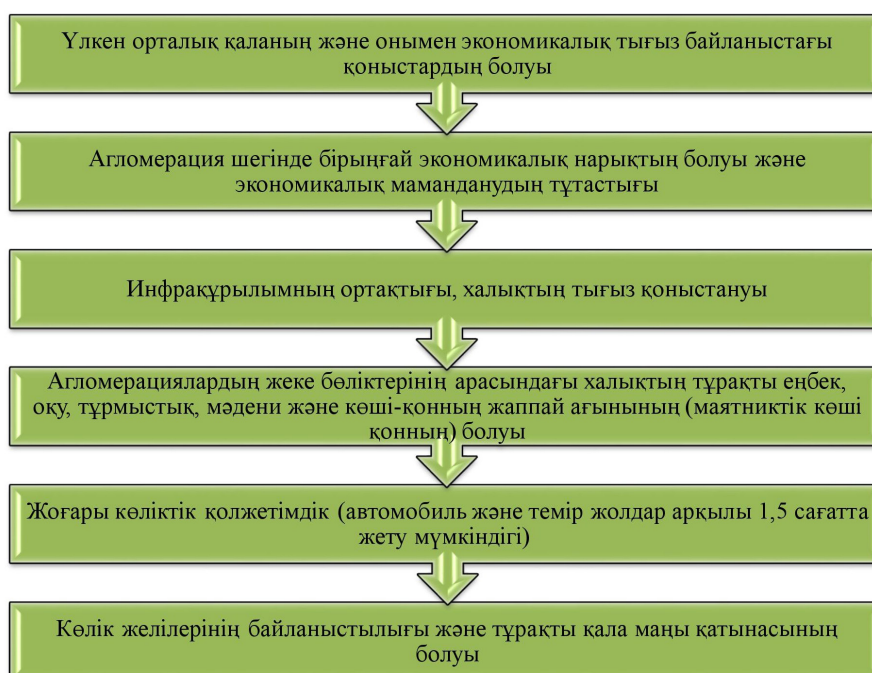 Үлкен орталық қаланың және онымен экономикалық тығыз байланыстағы
қоныстардың болуы
Агломерация шегінде бірыңғай экономикалық нарықтың болуы және
экономикалық маманданудың тұтастығы
Инфрақұрылымның ортақтығы, халықтың тығыз қоныстануы
Агломерациялардың жеке бөліктерінің арасындағы халықтың тұрақты еңбек,
оқу, тұрмыстық, мәдени және көші-қонның жаппай ағынының (маятниктік көші
қонның) болуы
Жоғары көліктік қолжетімдік (автомобиль және темір жолдар арқылы 1,5 сағатта
жету мүмкіндігі)
Көлік желілерінің байланыстылығы және тұрақты қала маңы қатынасының
болуы